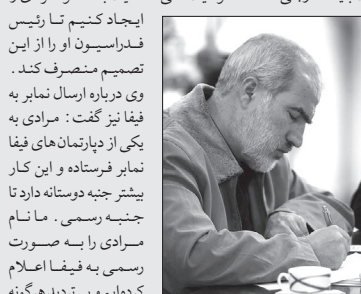 ایجاد کنیم تا رئیس
فدراسیون او را از این
تصمیم منصرف کند.
وی درباره ارسال نمابر به
فیفا نیز گفت: مرادی به
یکی از دپارتمان‌های فیفا
نمابر فرستاده و این کار
بیشتر جنبه دوستانه دارد تا
جنبه رسمی. ما نام
مرادی را به صورت
رسمی به فیفا اعلام